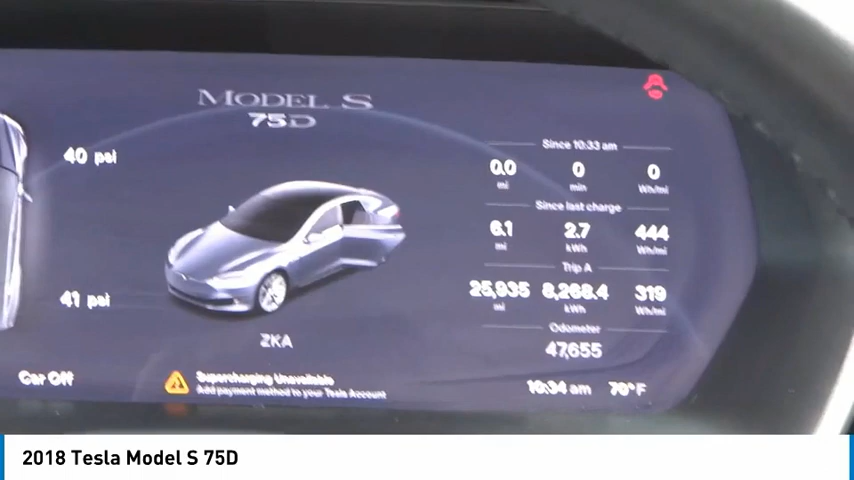 MODEL S
75D
40 psi
41 psi
ZKA
Car Off
Supercharging Unavailable
Add payment method to your Tesla Account
Since 10:33 am
0.0 0 0
mi min Wh/mi
Since last charge
6.1 2.7 444
mi kWh Wh/mi
Trip A
25,935 8,268.4 319
mi kWh Wh/mi
Odometer
47,655
10:34 am 70°F
2018 Tesla Model S 75D